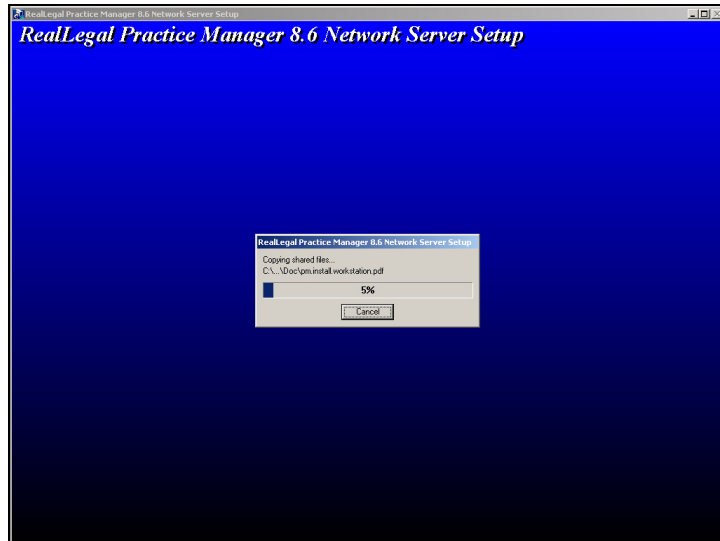 RealLegal Practice Manager 8.6 Network Server Setup
RealLegal Practice Manager 8.6 Network Server Setup
RealLegal Practice Manager 8.6 Network Server Setup
Copying shared files...
C:\...\Doc\pm.install.workstation.pdf
5%
Cancel